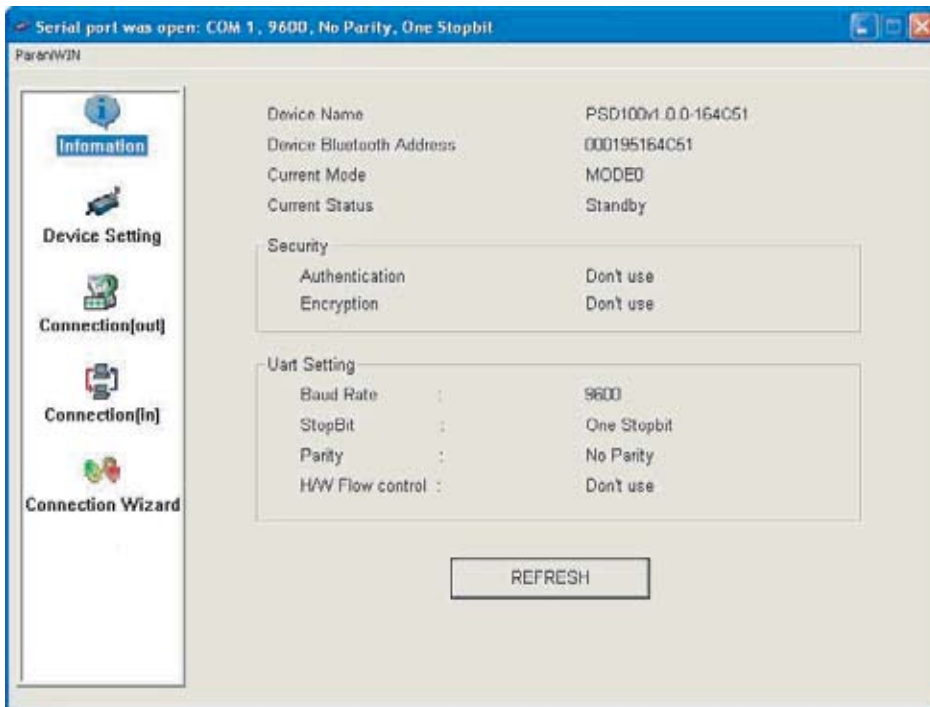 Serial port was open: COM 1, 9600, No Parity, One Stopbit
ParaniWIN
Infomation
Device Setting
Connection[out]
Connection[in]
Connection Wizard
Device Name PSD100v1.0.0-164C51
Device Bluetooth Address 000195164C51
Current Mode MODE0
Current Status Standby
Security
Authentication Don't use
Encryption Don't use
Uart Setting
Baud Rate : 9600
StopBit : One Stopbit
Parity : No Parity
H/W Flow control : Don't use
REFRESH